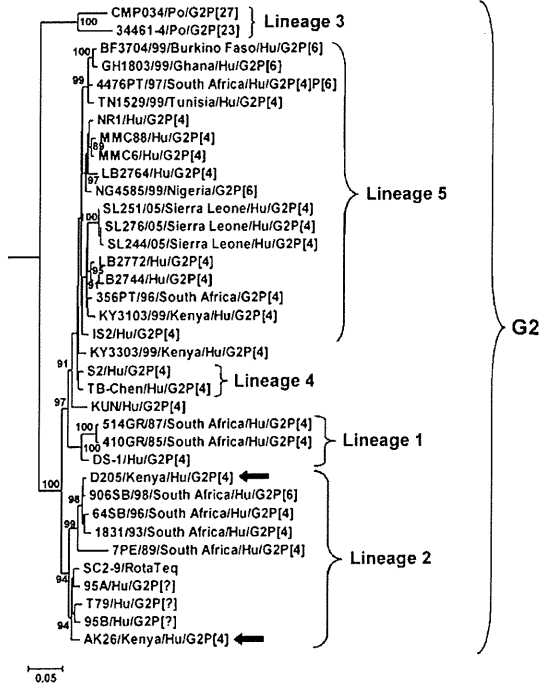 CMP034/Po/G2P[27]
34461-4/Po/G2P[23]
Lineage 3
100
BF3704/99/Burkino Faso/Hu/G2P[6]
100
GH1803/99/Ghana/Hu/G2P[6]
99
4476PT/97/South Africa/Hu/G2P[4]P[6]
TN1529/99/Tunisia/Hu/G2P[4]
NR1/Hu/G2P[4]
MMC88/Hu/G2P[4]
89
MMC6/Hu/G2P[4]
LB2764/Hu/G2P[4]
97
NG4585/99/Nigeria/G2P[6]
Lineage 5
SL251/05/Sierra Leone/Hu/G2P[4]
100
SL276/05/Sierra Leone/Hu/G2P[4]
SL244/05/Sierra Leone/Hu/G2P[4]
LB2772/Hu/G2P[4]
95
LB2744/Hu/G2P[4]
91
356PT/96/South Africa/Hu/G2P[4]
KY3103/99/Kenya/Hu/G2P[4]
IS2/Hu/G2P[4]
G2
KY3303/99/Kenya/Hu/G2P[4]
91
S2/Hu/G2P[4]
TB-Chen/Hu/G2P[4]
Lineage 4
97
KUN/Hu/G2P[4]
514GR/87/South Africa/Hu/G2P[4]
100
410GR/85/South Africa/Hu/G2P[4]
100
DS-1/Hu/G2P[4]
Lineage 1
100
D205/Kenya/Hu/G2P[4]
98
906SB/98/South Africa/Hu/G2P[6]
64SB/96/South Africa/Hu/G2P[4]
99
1831/93/South Africa/Hu/G2P[4]
7PE/89/South Africa/Hu/G2P[4]
Lineage 2
SC2-9/RotaTeq
94
95A/Hu/G2P[?]
T79/Hu/G2P[?]
95B/Hu/G2P[?]
94
AK26/Kenya/Hu/G2P[4]
0.05